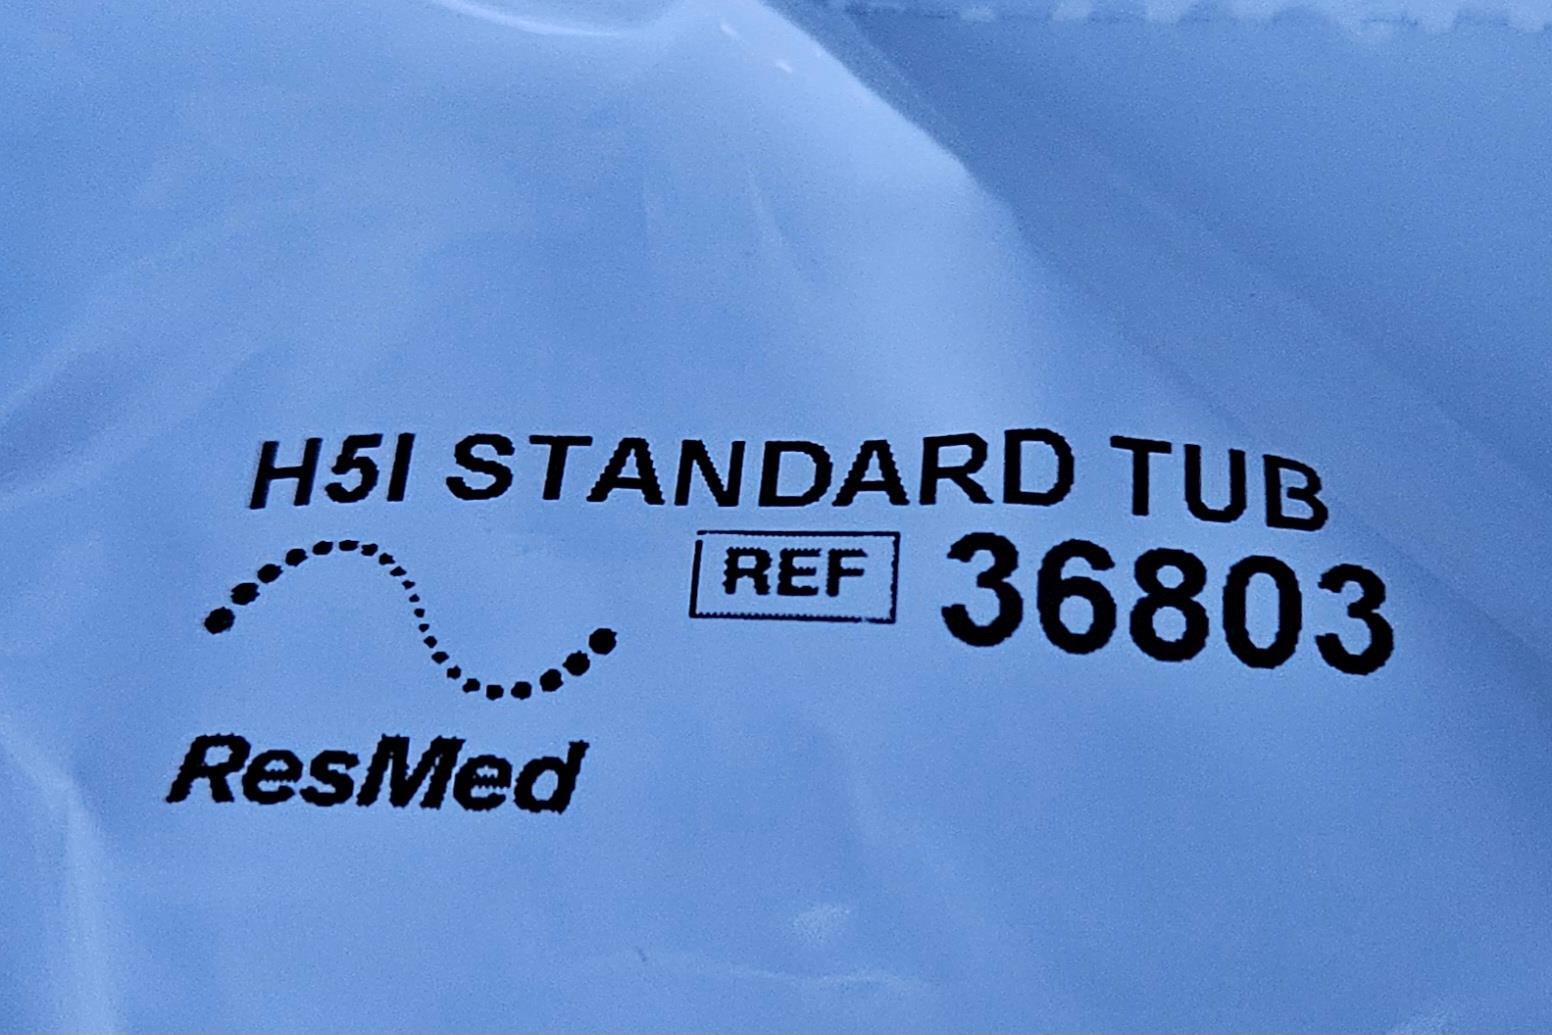 H5I STANDARD TUB
REF 36803
ResMed